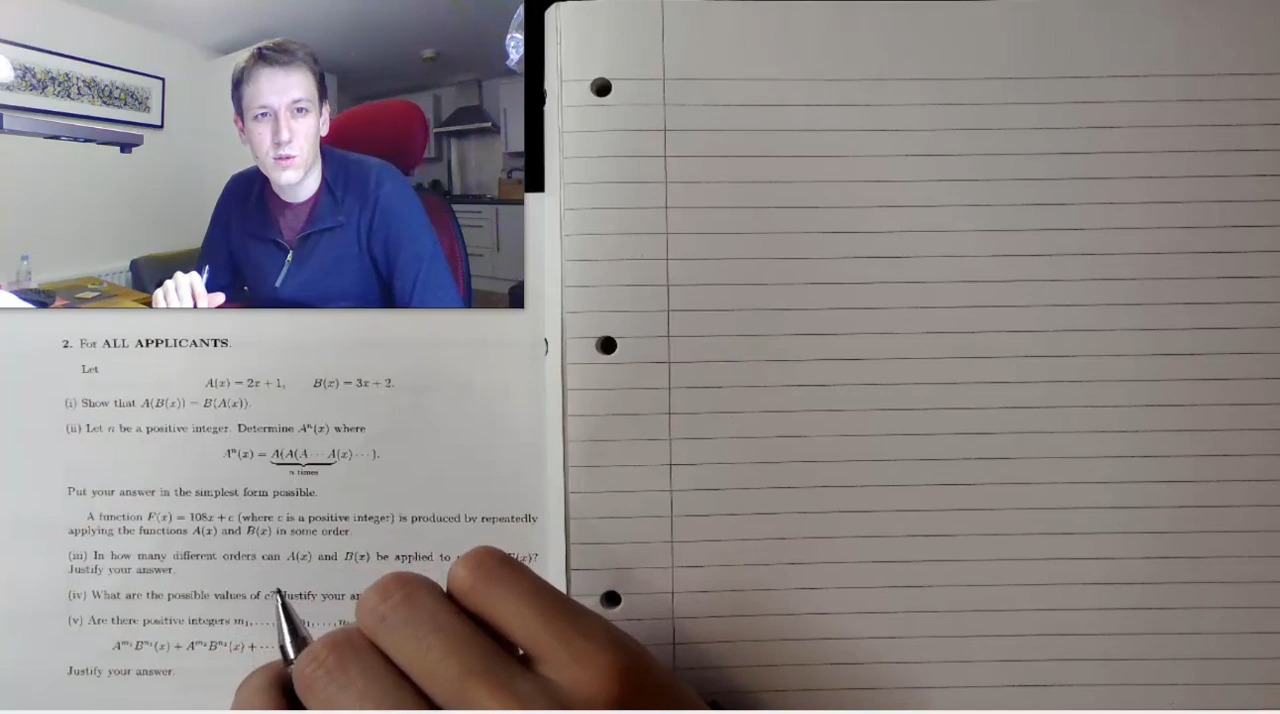 2. For ALL APPLICANTS.
Let
A(x) = 2x + 1, B(x) = 3x + 2.
(i) Show that A(B(x)) = B(A(x)).
(ii) Let n be a positive integer. Determine Aⁿ(x) where
Aⁿ(x) = A(A(A ··· A(x) ··· ).
n times
Put your answer in the simplest form possible.
A function F(x) = 108x + c (where c is a positive integer) is produced by repeatedly
applying the functions A(x) and B(x) in some order.
(iii) In how many different orders can A(x) and B(x) be applied to F(x)?
Justify your answer.
(iv) What are the possible values of c? Justify your
(v) Are there positive integers m₁, . . . ,
Aᵐ¹Bⁿ¹(x) + Aᵐ²Bⁿ²(x) + ···
Justify your answer.